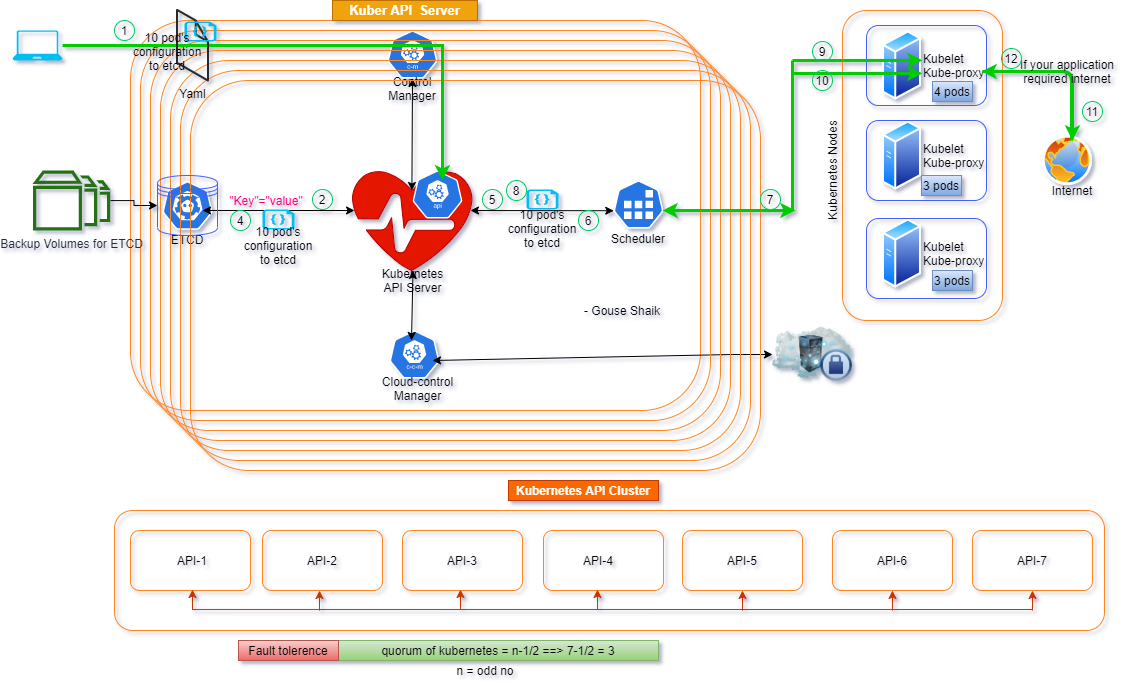 Kuber API Server
1
10 pod's
configuration
to etcd
Yaml
c-m
Control
Manager
Backup Volumes for ETCD
ETCD
"Key"="value"
2
4
10 pod's
configuration
to etcd
api
Kubernetes
API Server
5
8
10 pod's
configuration
to etcd
6
Scheduler
7
- Gouse Shaik
c-c-m
Cloud-control
Manager
Kubernetes Nodes
9
10
Kubelet
Kube-proxy
4 pods
Kubelet
Kube-proxy
3 pods
Kubelet
Kube-proxy
3 pods
12
If your application
required internet
11
Internet
Kubernetes API Cluster
API-1
API-2
API-3
API-4
API-5
API-6
API-7
Fault tolerence
quorum of kubernetes = n-1/2 ==> 7-1/2 = 3
n = odd no